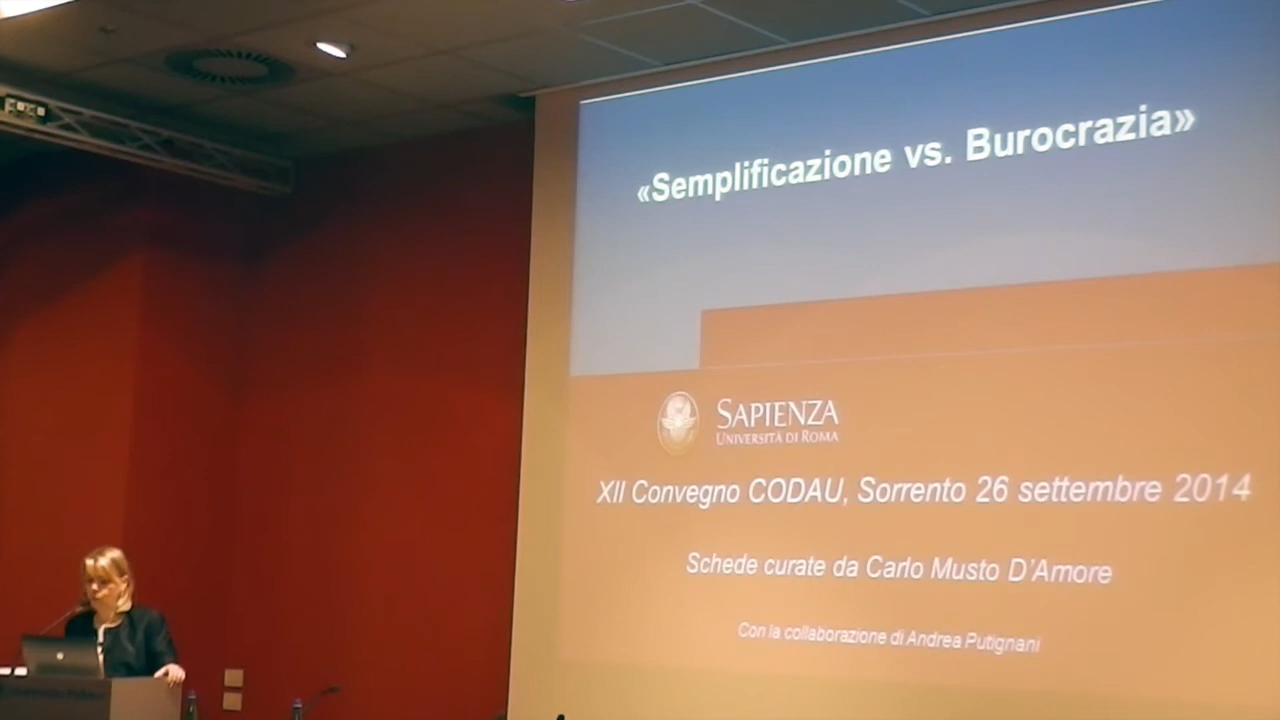 «Semplificazione vs. Burocrazia»
SAPIENZA
UNIVERSITÀ DI ROMA
XII Convegno CODAU, Sorrento 26 settembre 2014
Schede curate da Carlo Musto D'Amore
Con la collaborazione di Andrea Putignani